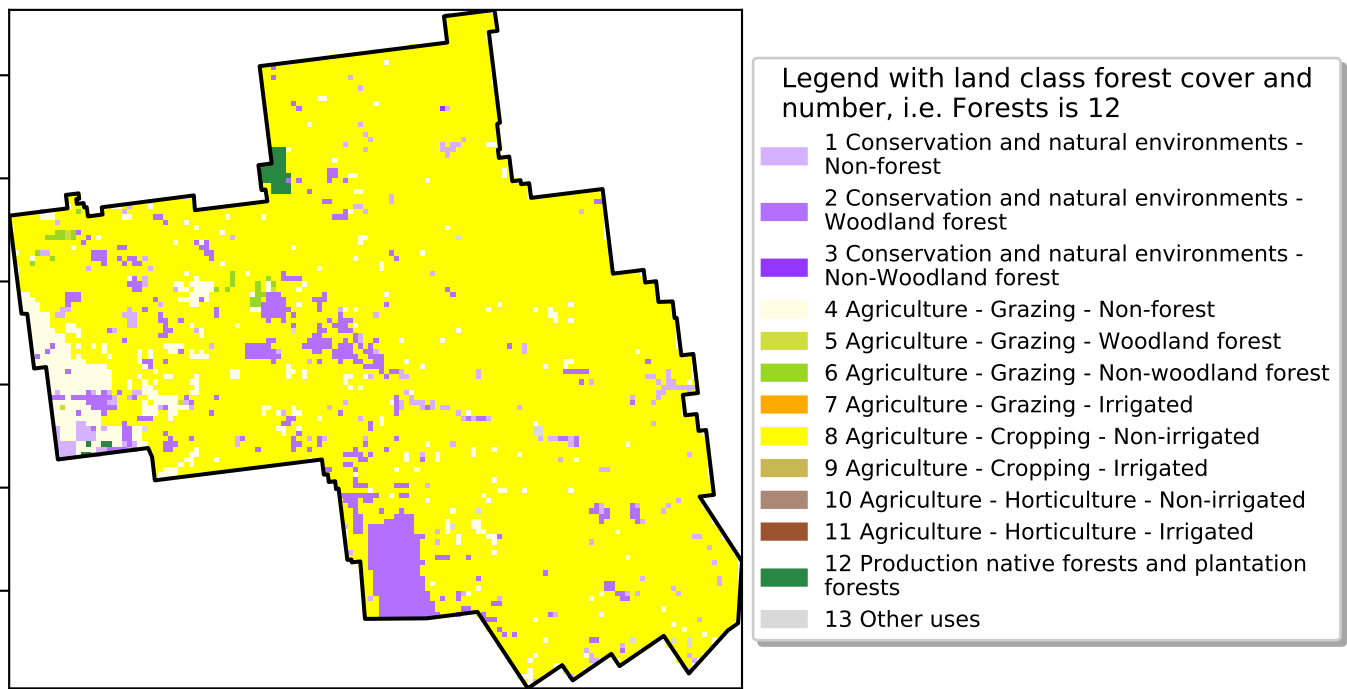 Legend with land class forest cover and
number, i.e. Forests is 12
1 Conservation and natural environments -
Non-forest
2 Conservation and natural environments -
Woodland forest
3 Conservation and natural environments -
Non-Woodland forest
4 Agriculture - Grazing - Non-forest
5 Agriculture - Grazing - Woodland forest
6 Agriculture - Grazing - Non-woodland forest
7 Agriculture - Grazing - Irrigated
8 Agriculture - Cropping - Non-irrigated
9 Agriculture - Cropping - Irrigated
10 Agriculture - Horticulture - Non-irrigated
11 Agriculture - Horticulture - Irrigated
12 Production native forests and plantation
forests
13 Other uses